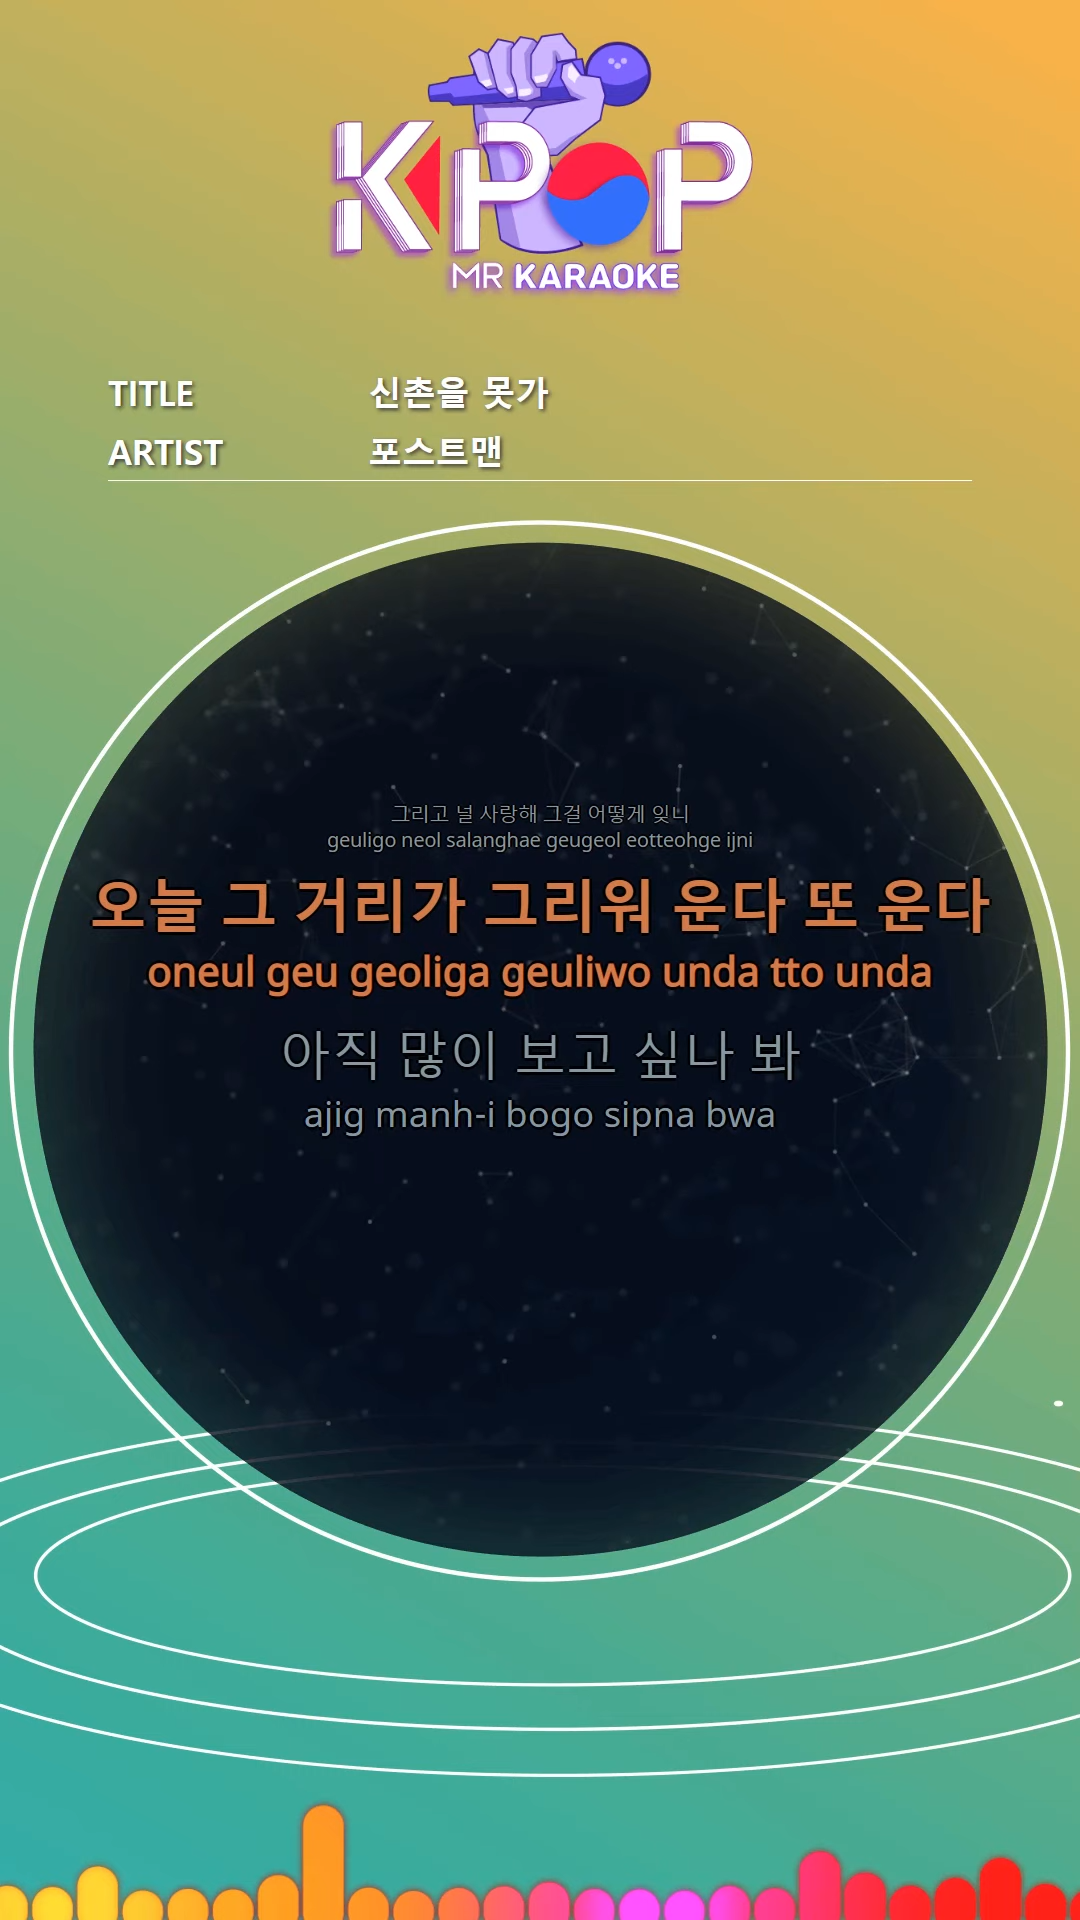 KPOP
MR KARAOKE
TITLE 신촌을 못가
ARTIST 포스트맨
그리고 널 사랑해 그걸 어떻게 잊니
geuligo neol salanghae geugeol eotteohge ijni
오늘 그 거리가 그리워 운다 또 운다
oneul geu geoliga geuliwo unda tto unda
아직 많이 보고 싶나 봐
ajig manh-i bogo sipna bwa